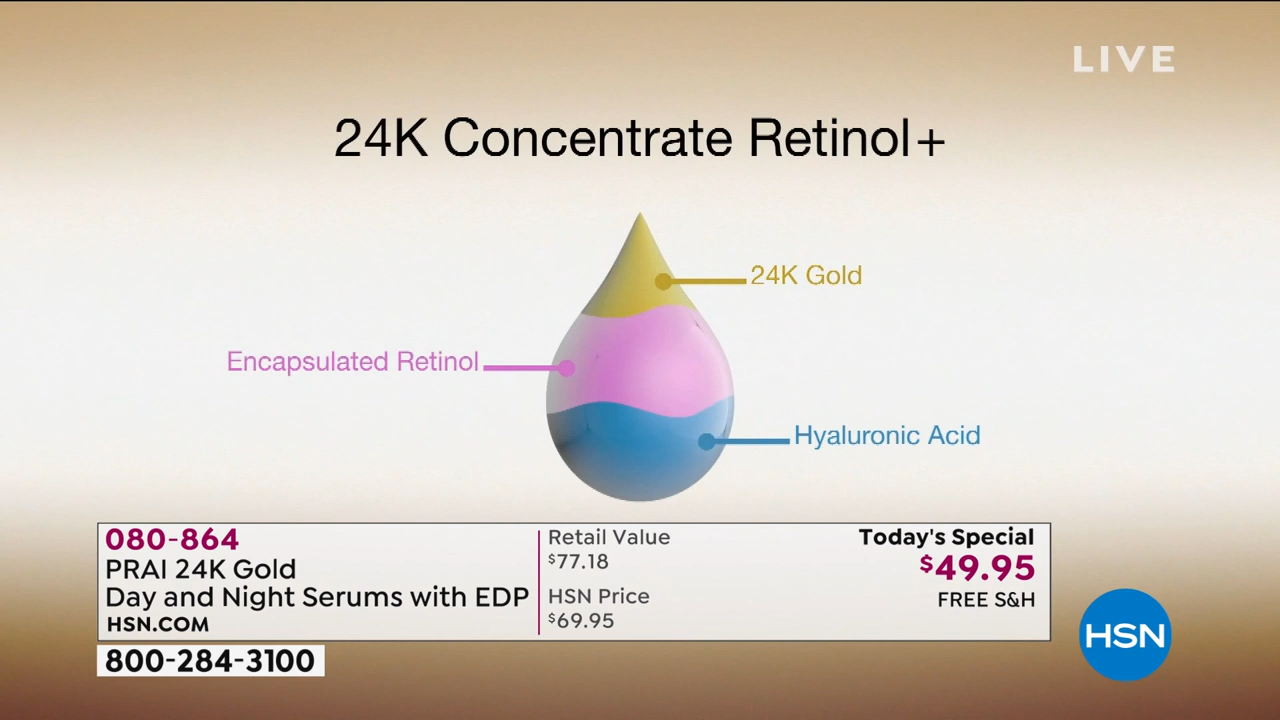 LIVE
24K Concentrate Retinol+
24K Gold
Encapsulated Retinol
Hyaluronic Acid
080-864
PRAI 24K Gold
Day and Night Serums with EDP
HSN.COM
Retail Value
$77.18
HSN Price
$69.95
Today's Special
$49.95
FREE S&H
800-284-3100
HSN